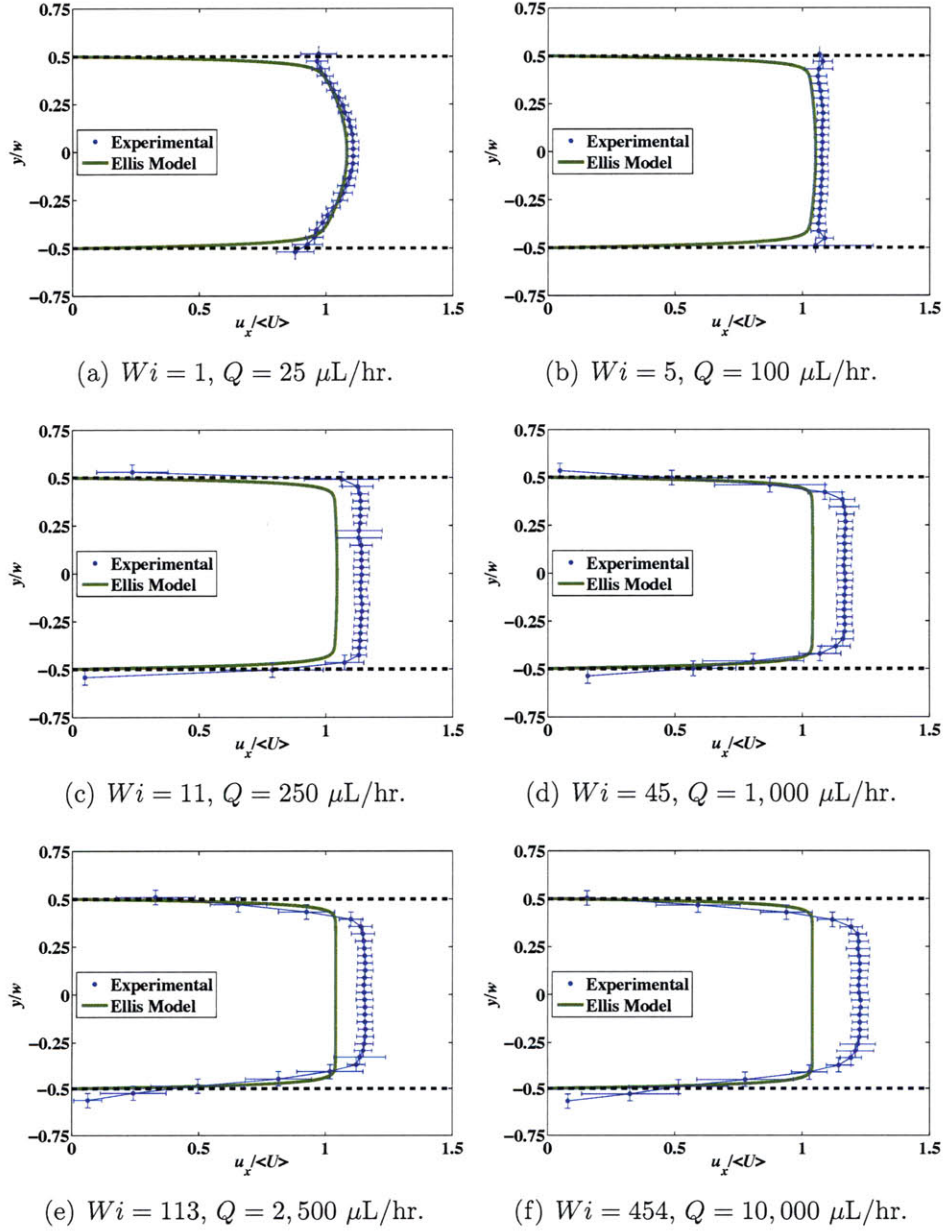 0.75
0.5
0.25
0
−0.25
−0.5
−0.75
y/w
Experimental
Ellis Model
0 0.5 1 1.5
u_x/<U>
(a) Wi = 1, Q = 25 μL/hr.
0.75
0.5
0.25
0
−0.25
−0.5
−0.75
y/w
Experimental
Ellis Model
0 0.5 1 1.5
u_x/<U>
(b) Wi = 5, Q = 100 μL/hr.
0.75
0.5
0.25
0
−0.25
−0.5
−0.75
y/w
Experimental
Ellis Model
0 0.5 1 1.5
u_x/<U>
(c) Wi = 11, Q = 250 μL/hr.
0.75
0.5
0.25
0
−0.25
−0.5
−0.75
y/w
Experimental
Ellis Model
0 0.5 1 1.5
u_x/<U>
(d) Wi = 45, Q = 1,000 μL/hr.
0.75
0.5
0.25
0
−0.25
−0.5
−0.75
y/w
Experimental
Ellis Model
0 0.5 1 1.5
u_x/<U>
(e) Wi = 113, Q = 2,500 μL/hr.
0.75
0.5
0.25
0
−0.25
−0.5
−0.75
y/w
Experimental
Ellis Model
0 0.5 1 1.5
u_x/<U>
(f) Wi = 454, Q = 10,000 μL/hr.